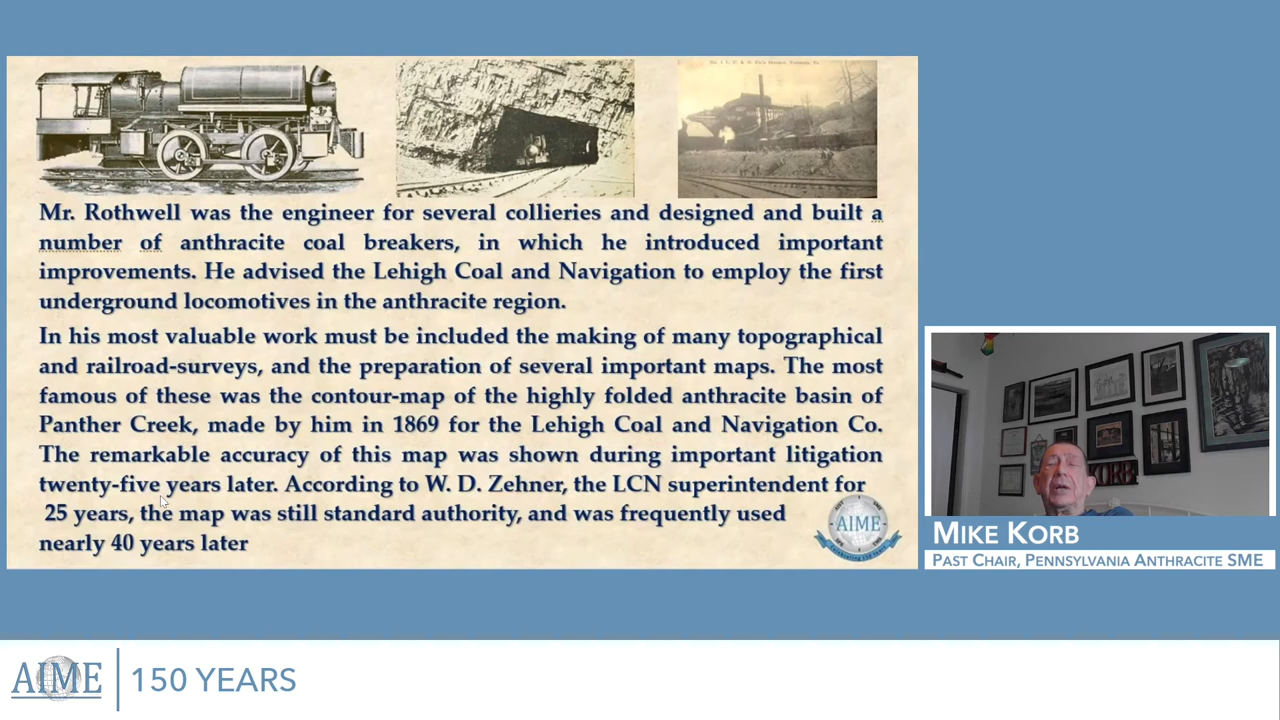 Mr. Rothwell was the engineer for several collieries and designed and built a
number of anthracite coal breakers, in which he introduced important
improvements. He advised the Lehigh Coal and Navigation to employ the first
underground locomotives in the anthracite region.
In his most valuable work must be included the making of many topographical
and railroad-surveys, and the preparation of several important maps. The most
famous of these was the contour-map of the highly folded anthracite basin of
Panther Creek, made by him in 1869 for the Lehigh Coal and Navigation Co.
The remarkable accuracy of this map was shown during important litigation
twenty-five years later. According to W. D. Zehner, the LCN superintendent for
25 years, the map was still standard authority, and was frequently used
nearly 40 years later
AIME
KORB
MIKE KORB
PAST CHAIR, PENNSYLVANIA ANTHRACITE SME
AIME
150 YEARS